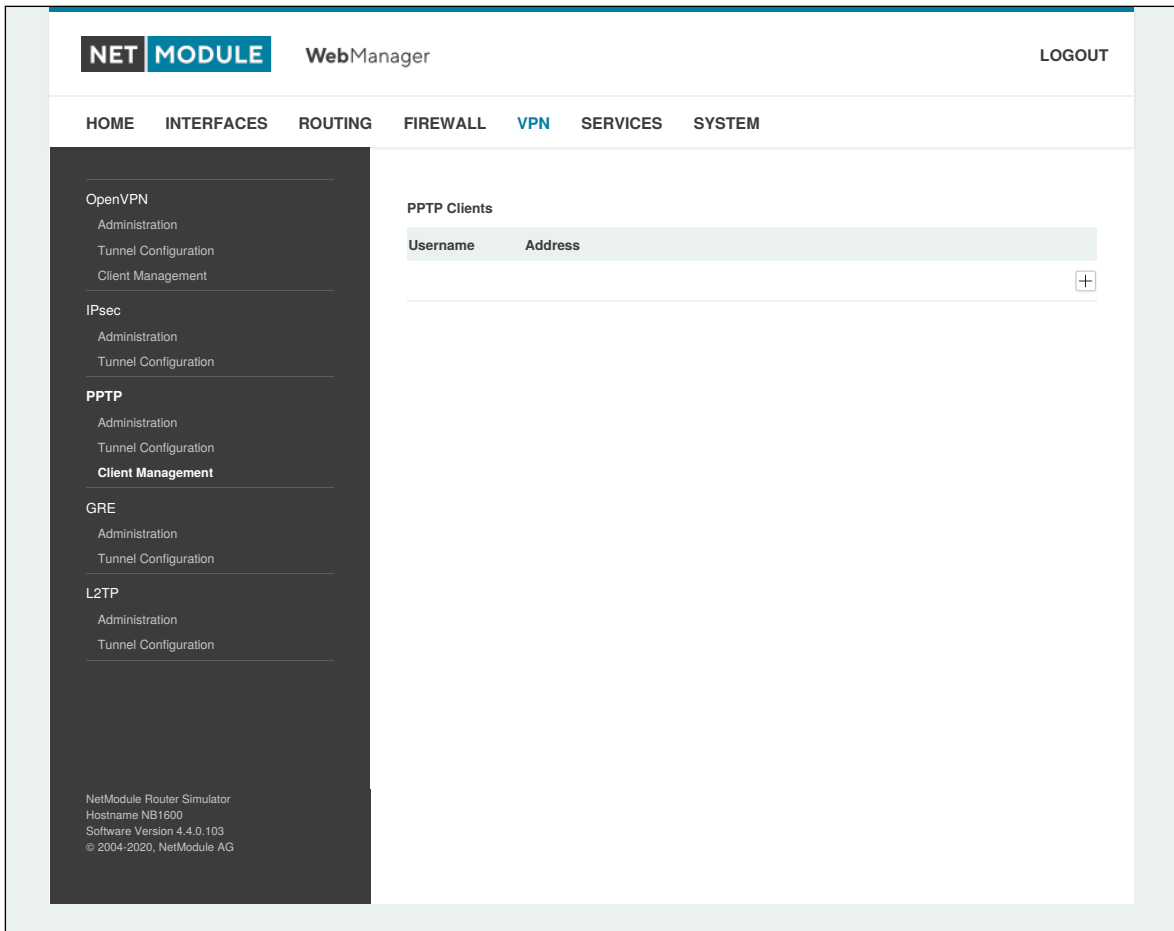 NET MODULE WebManager LOGOUT
HOME INTERFACES ROUTING FIREWALL VPN SERVICES SYSTEM
OpenVPN
Administration
Tunnel Configuration
Client Management
IPsec
Administration
Tunnel Configuration
PPTP
Administration
Tunnel Configuration
Client Management
GRE
Administration
Tunnel Configuration
L2TP
Administration
Tunnel Configuration
NetModule Router Simulator
Hostname NB1600
Software Version 4.4.0.103
© 2004-2020, NetModule AG
PPTP Clients
Username Address